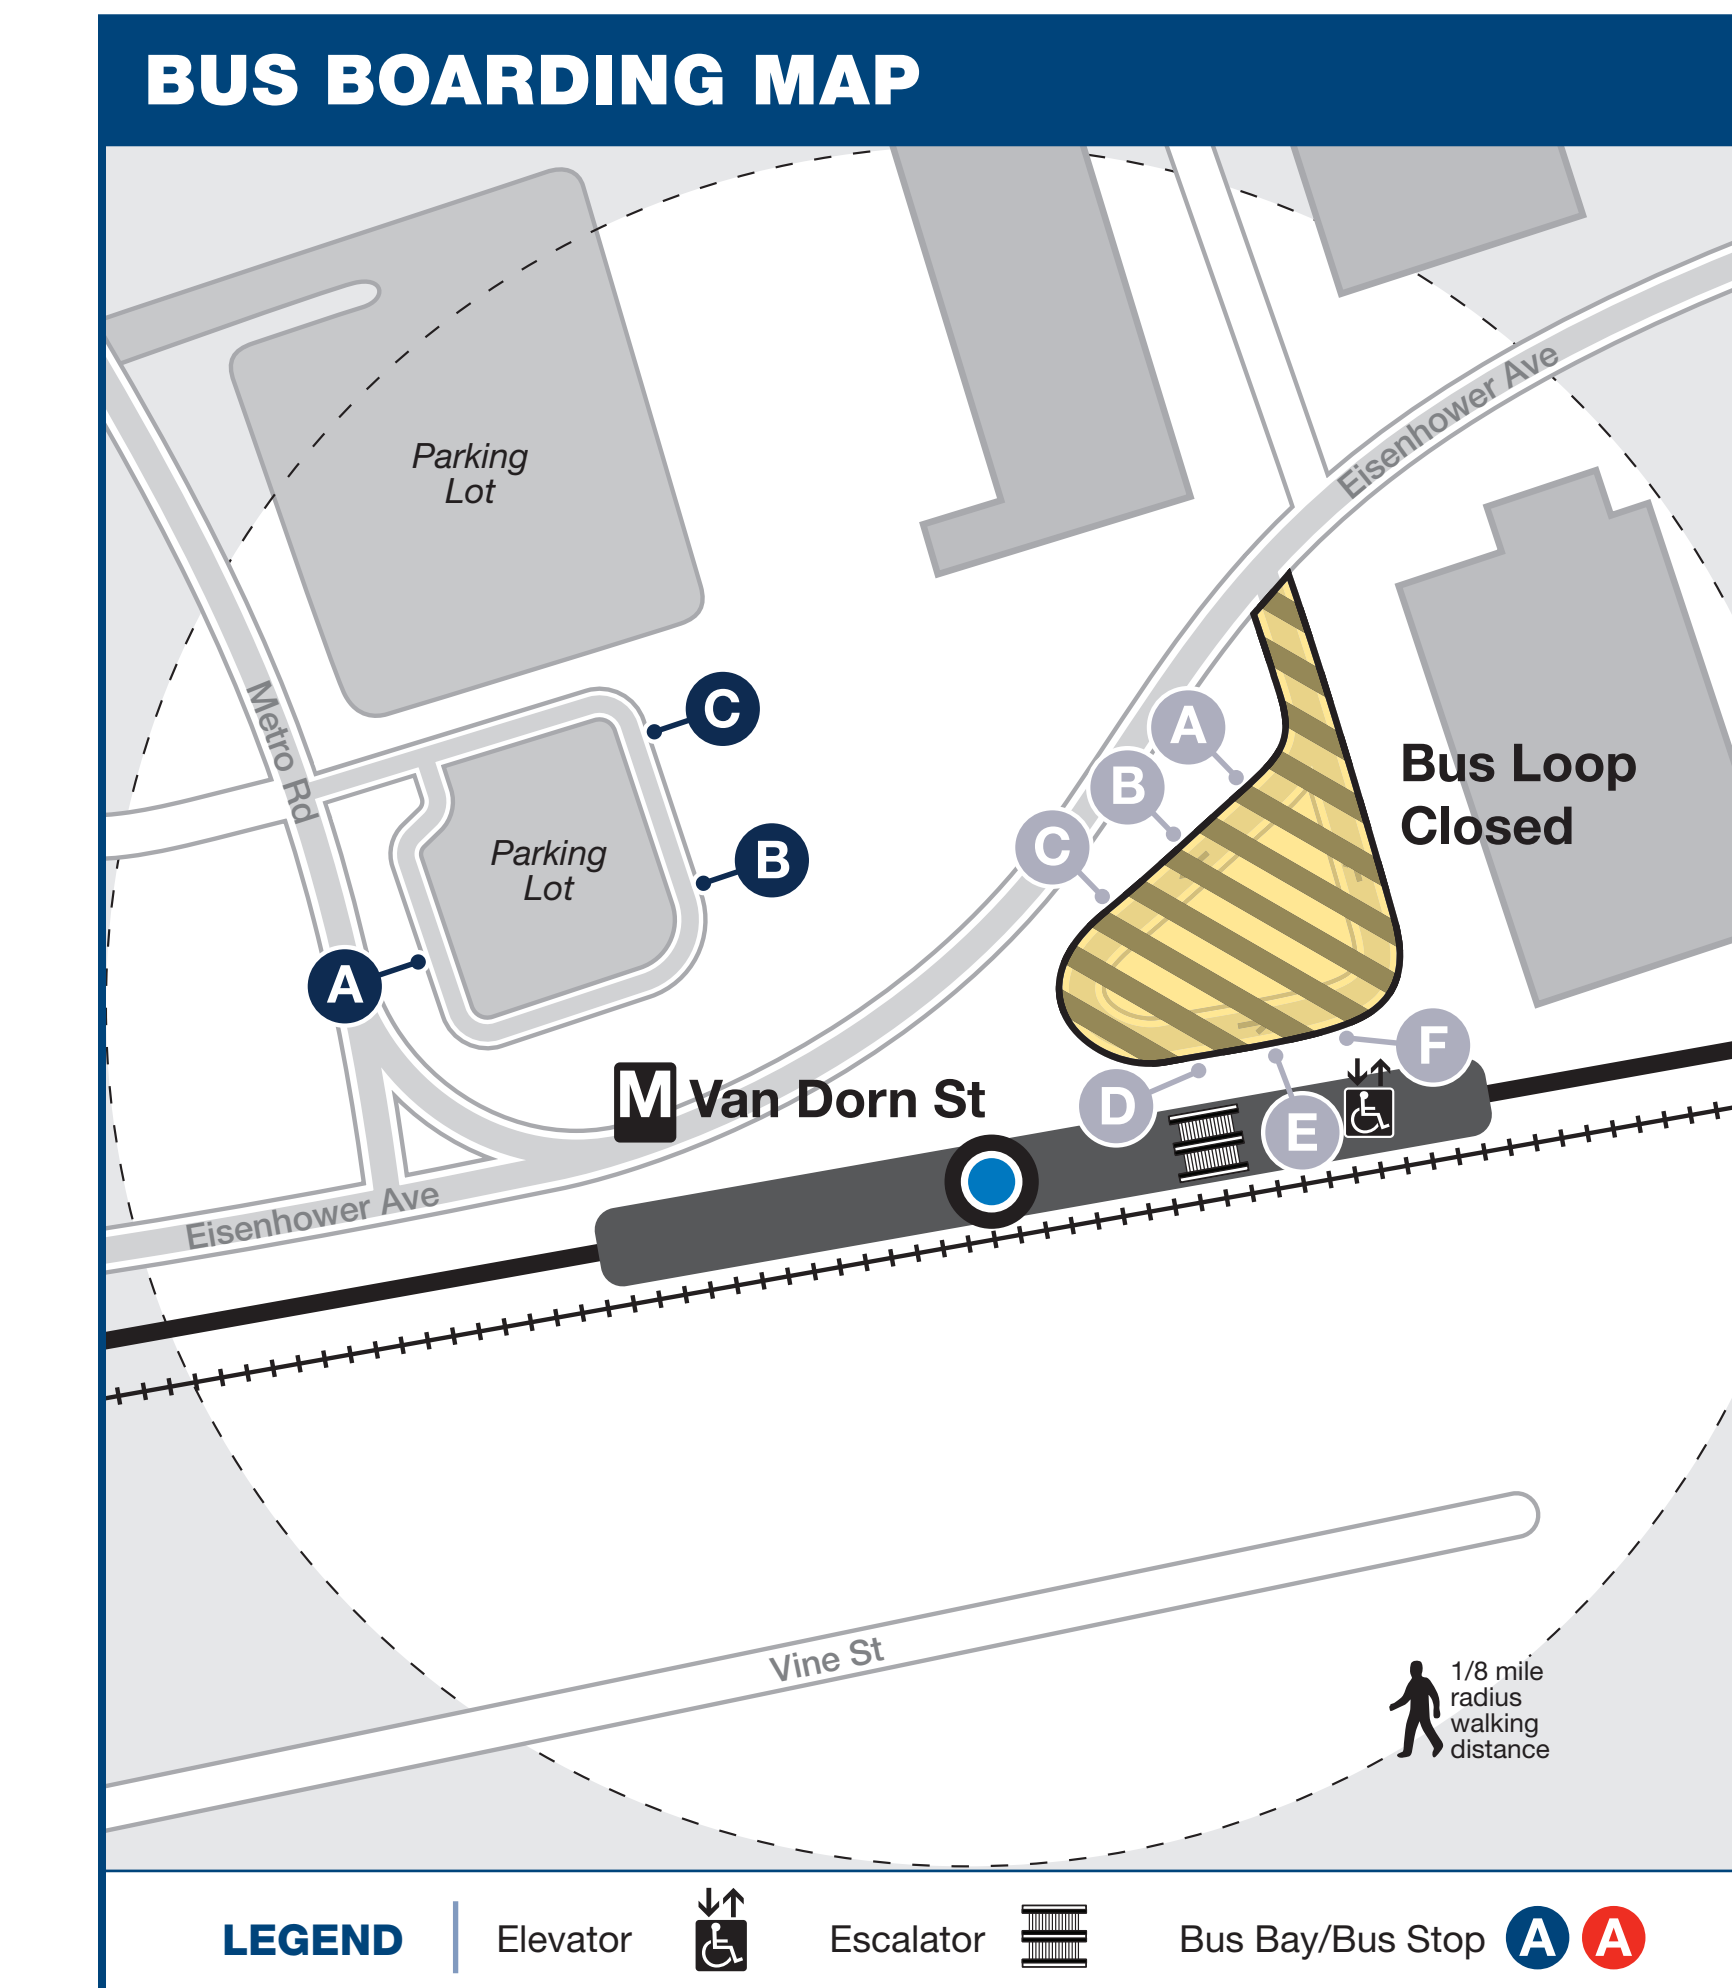 BUS BOARDING MAP
Eisenhower Ave
Parking
Lot
Metro Rd
C
A
B
C
Bus Loop
Closed
Parking
Lot
B
A
F
M Van Dorn St
D
E
Eisenhower Ave
Vine St
1/8 mile
radius
walking
distance
LEGEND Elevator Escalator Bus Bay/Bus Stop A A